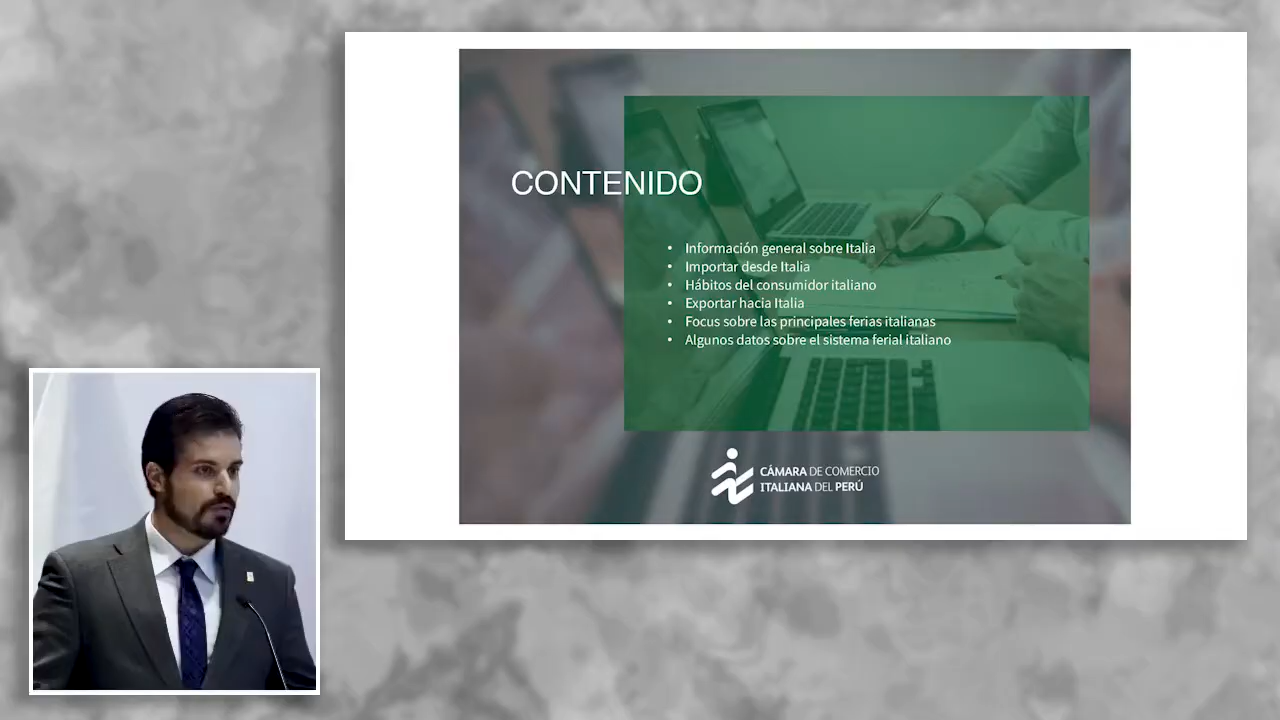 CONTENIDO
• Información general sobre Italia
• Importar desde Italia
• Hábitos del consumidor italiano
• Exportar hacia Italia
• Focus sobre las principales ferias italianas
• Algunos datos sobre el sistema ferial italiano
CÁMARA DE COMERCIO
ITALIANA DEL PERÚ